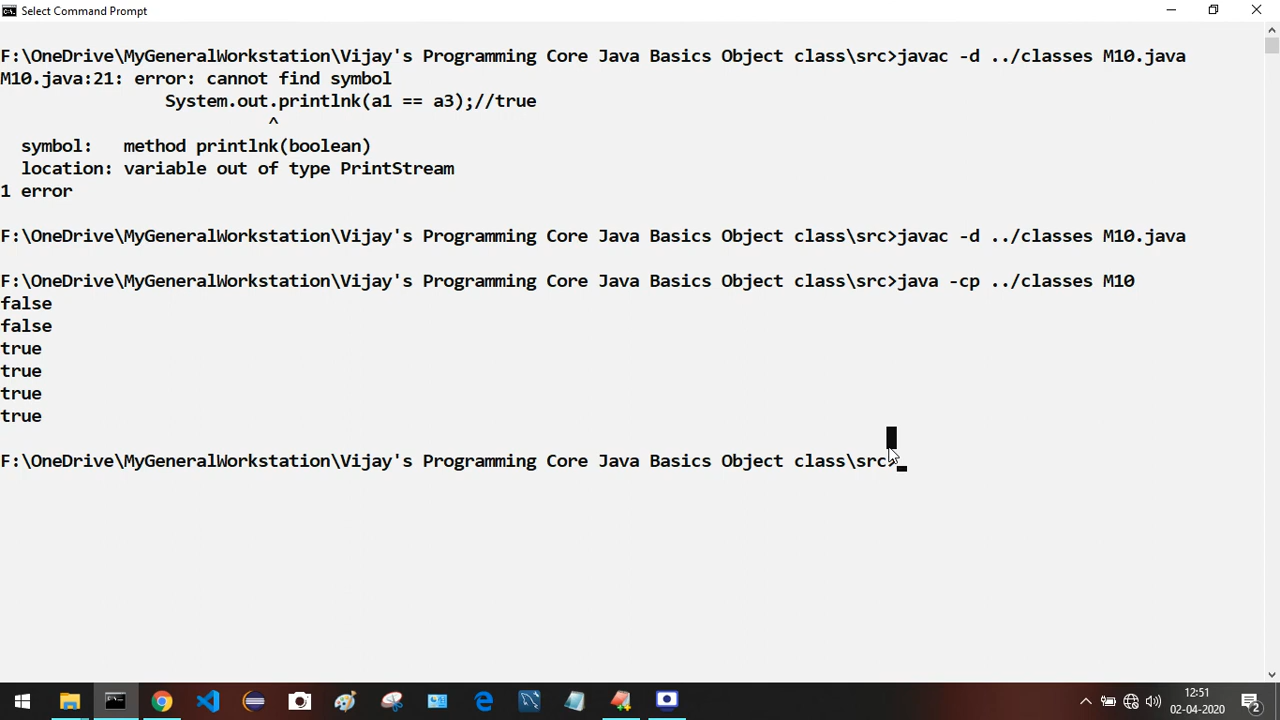 Select Command Prompt
F:\OneDrive\MyGeneralWorkstation\Vijay's Programming Core Java Basics Object class\src>javac -d ../classes M10.java
M10.java:21: error: cannot find symbol
                System.out.printlnk(a1 == a3);//true
                          ^
  symbol:   method printlnk(boolean)
  location: variable out of type PrintStream
1 error
F:\OneDrive\MyGeneralWorkstation\Vijay's Programming Core Java Basics Object class\src>javac -d ../classes M10.java
F:\OneDrive\MyGeneralWorkstation\Vijay's Programming Core Java Basics Object class\src>java -cp ../classes M10
false
false
true
true
true
true
F:\OneDrive\MyGeneralWorkstation\Vijay's Programming Core Java Basics Object class\src>_
12:51
02-04-2020
2